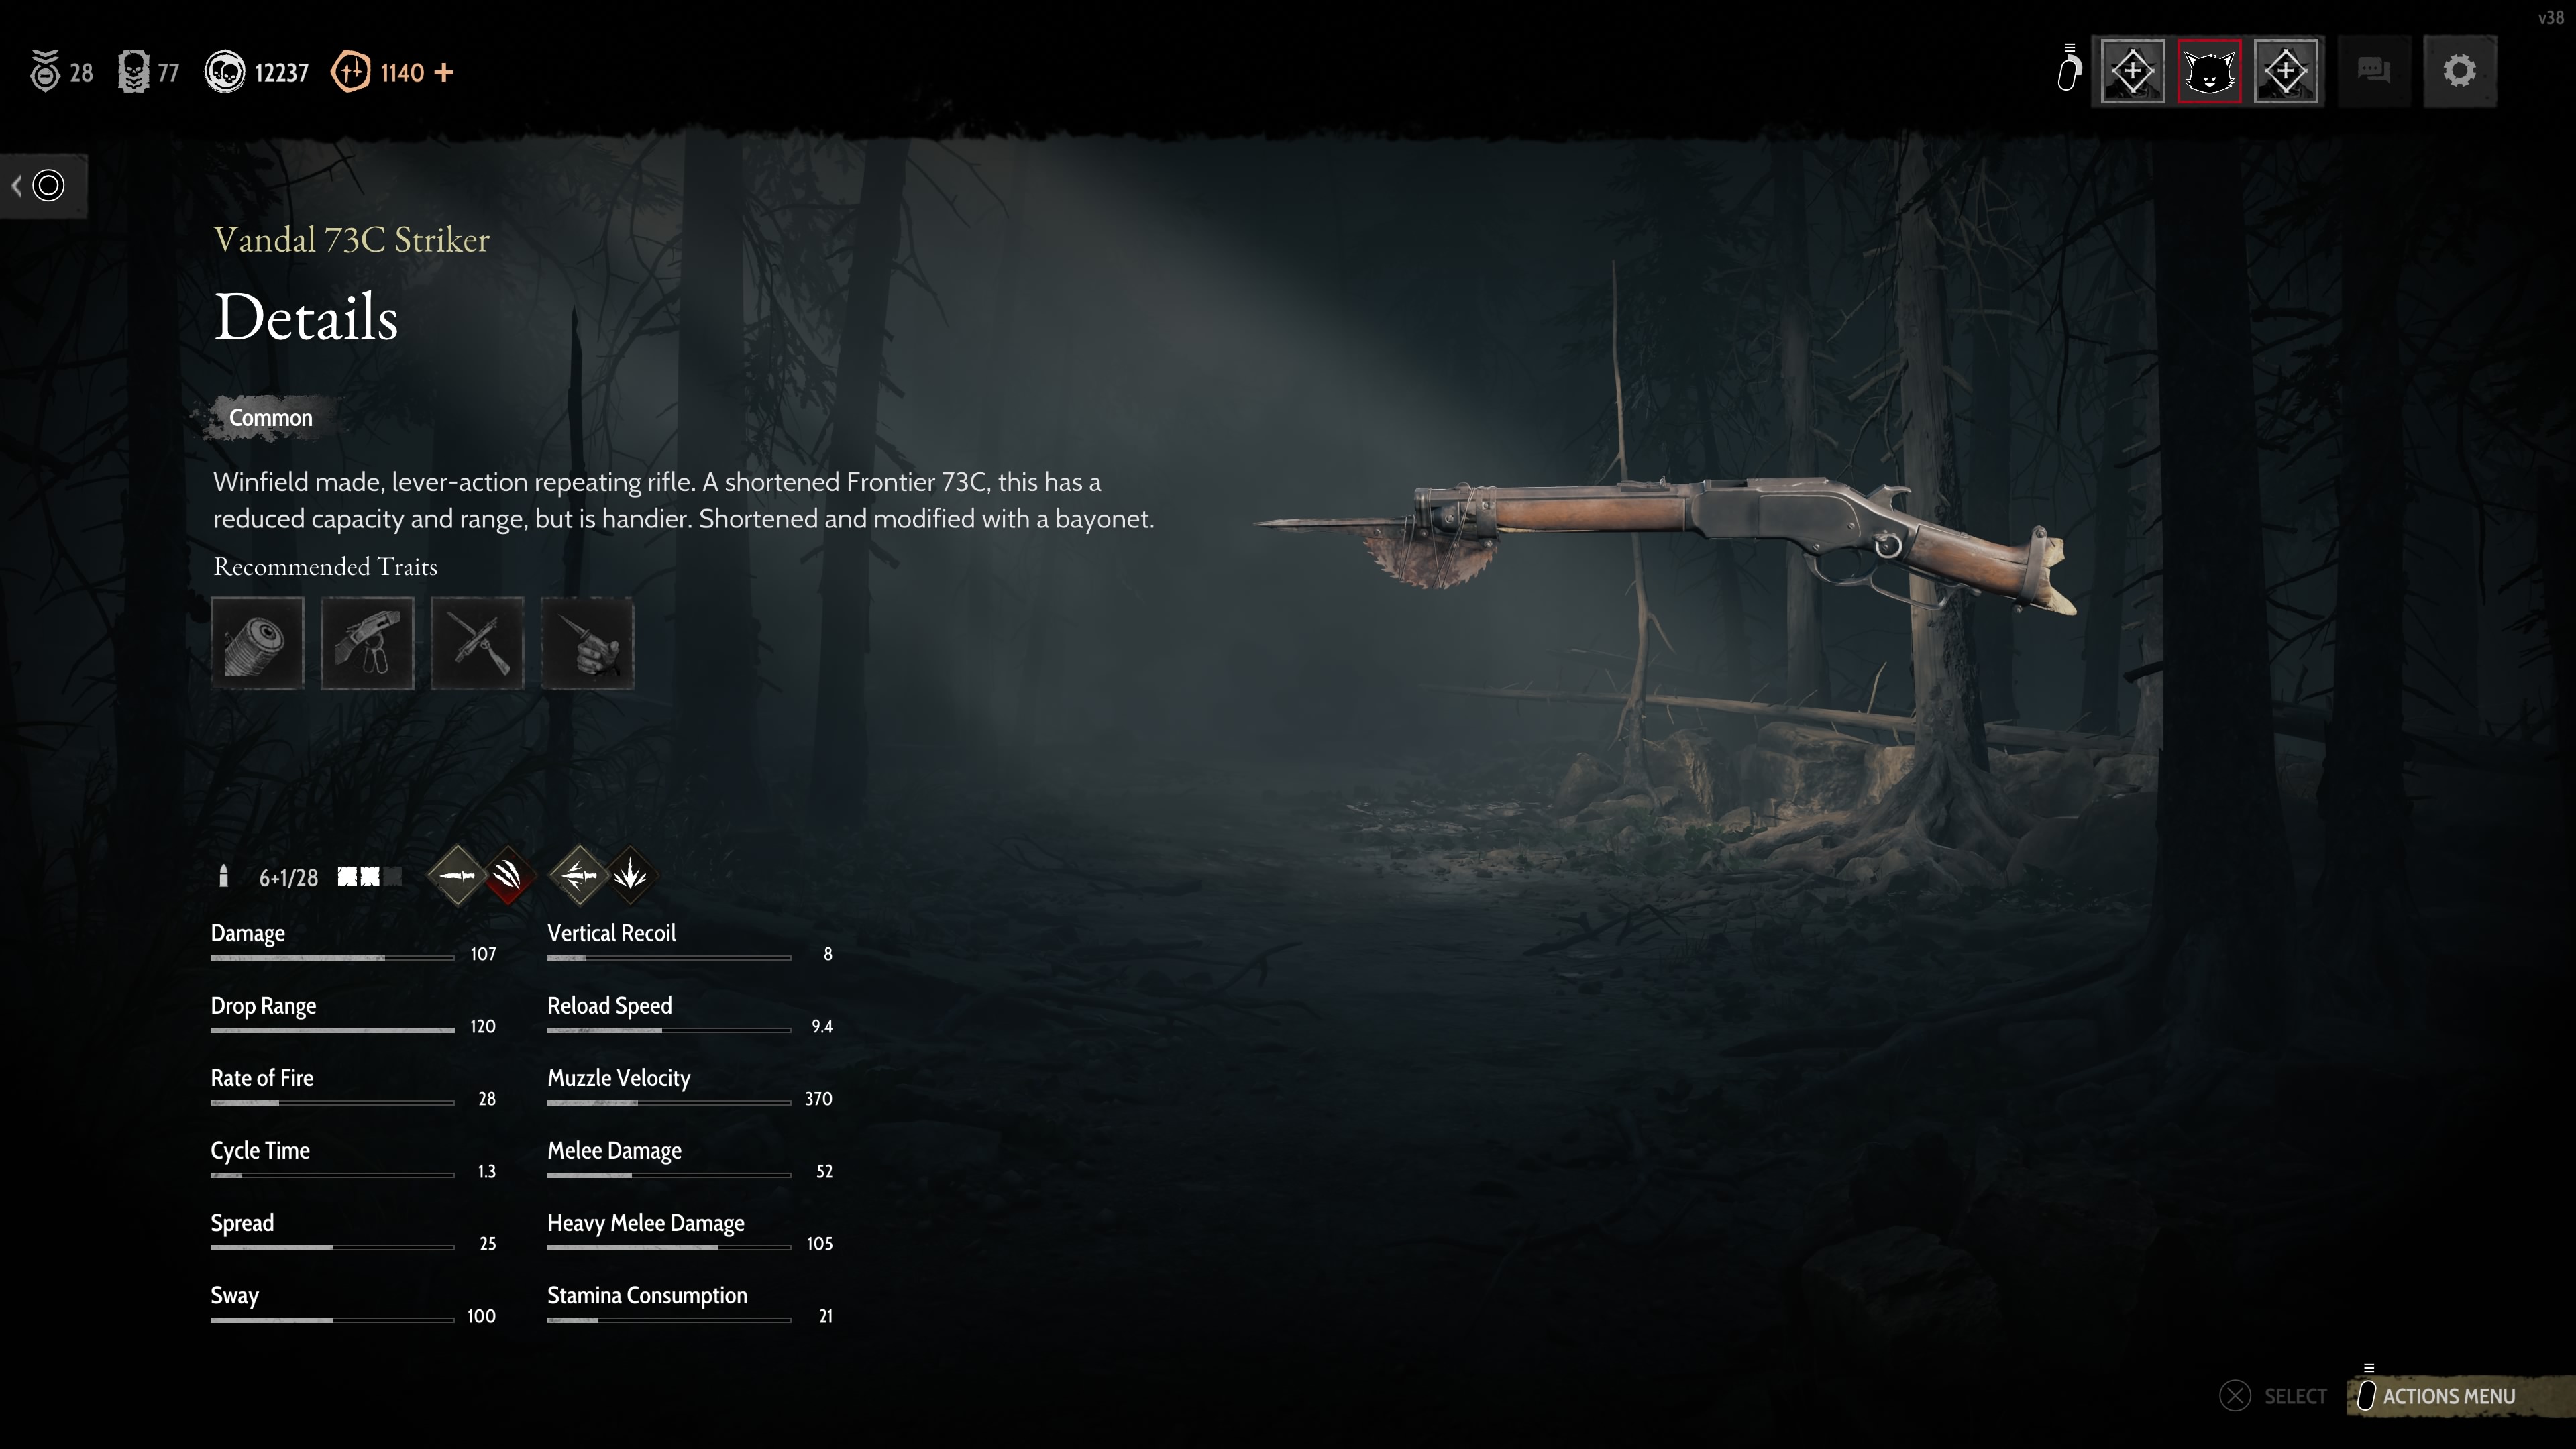 v38
28
77
12237
1140 +
Vandal 73C Striker
Details
Common
Winfield made, lever-action repeating rifle. A shortened Frontier 73C, this has a
reduced capacity and range, but is handier. Shortened and modified with a bayonet.
Recommended Traits
6+1/28
Damage
107
Vertical Recoil
8
Drop Range
120
Reload Speed
9.4
Rate of Fire
28
Muzzle Velocity
370
Cycle Time
1.3
Melee Damage
52
Spread
25
Heavy Melee Damage
105
Sway
100
Stamina Consumption
21
SELECT
ACTIONS MENU